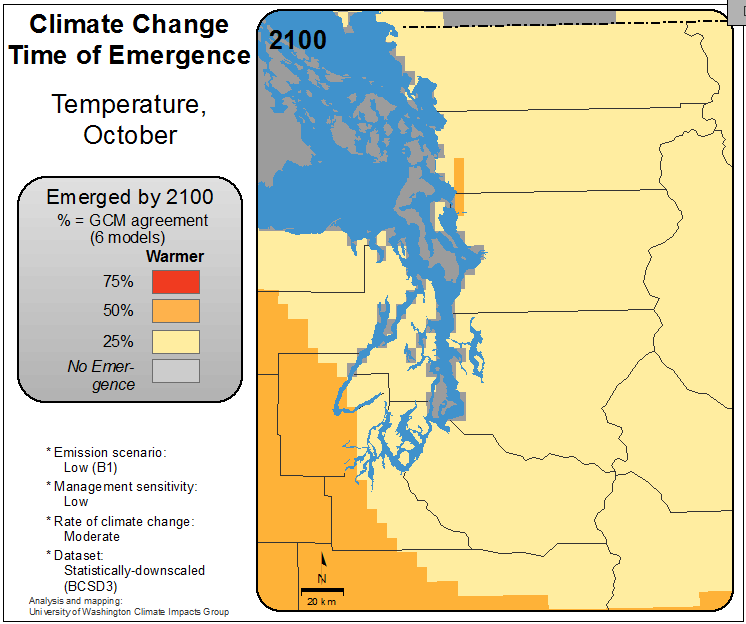 Climate Change
Time of Emergence
Temperature,
October
Emerged by 2100
% = GCM agreement
(6 models)
Warmer
75%
50%
25%
No Emer-
gence
* Emission scenario:
Low (B1)
* Management sensitivity:
Low
* Rate of climate change:
Moderate
* Dataset:
Statistically-downscaled
(BCSD3)
Analysis and mapping:
University of Washington Climate Impacts Group
2100
N
20 km